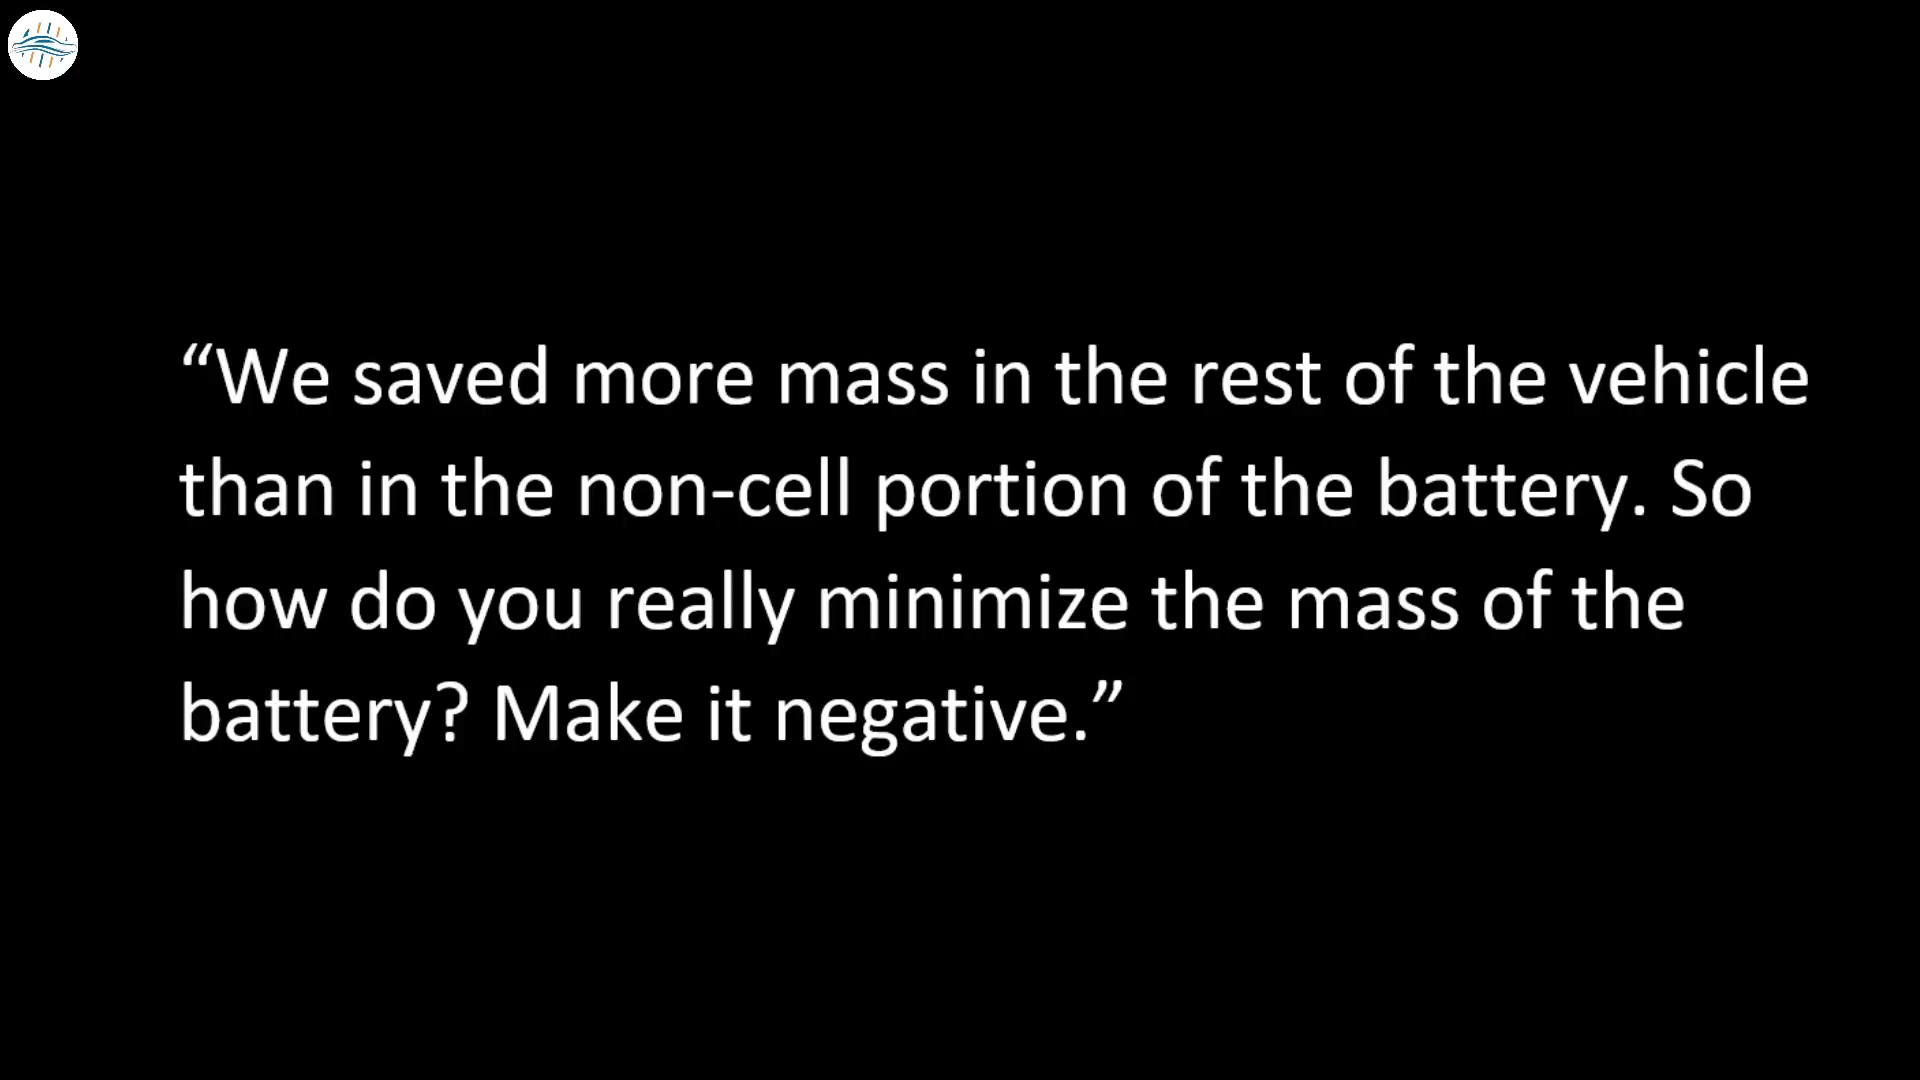 “We saved more mass in the rest of the vehicle
than in the non-cell portion of the battery. So
how do you really minimize the mass of the
battery? Make it negative.”